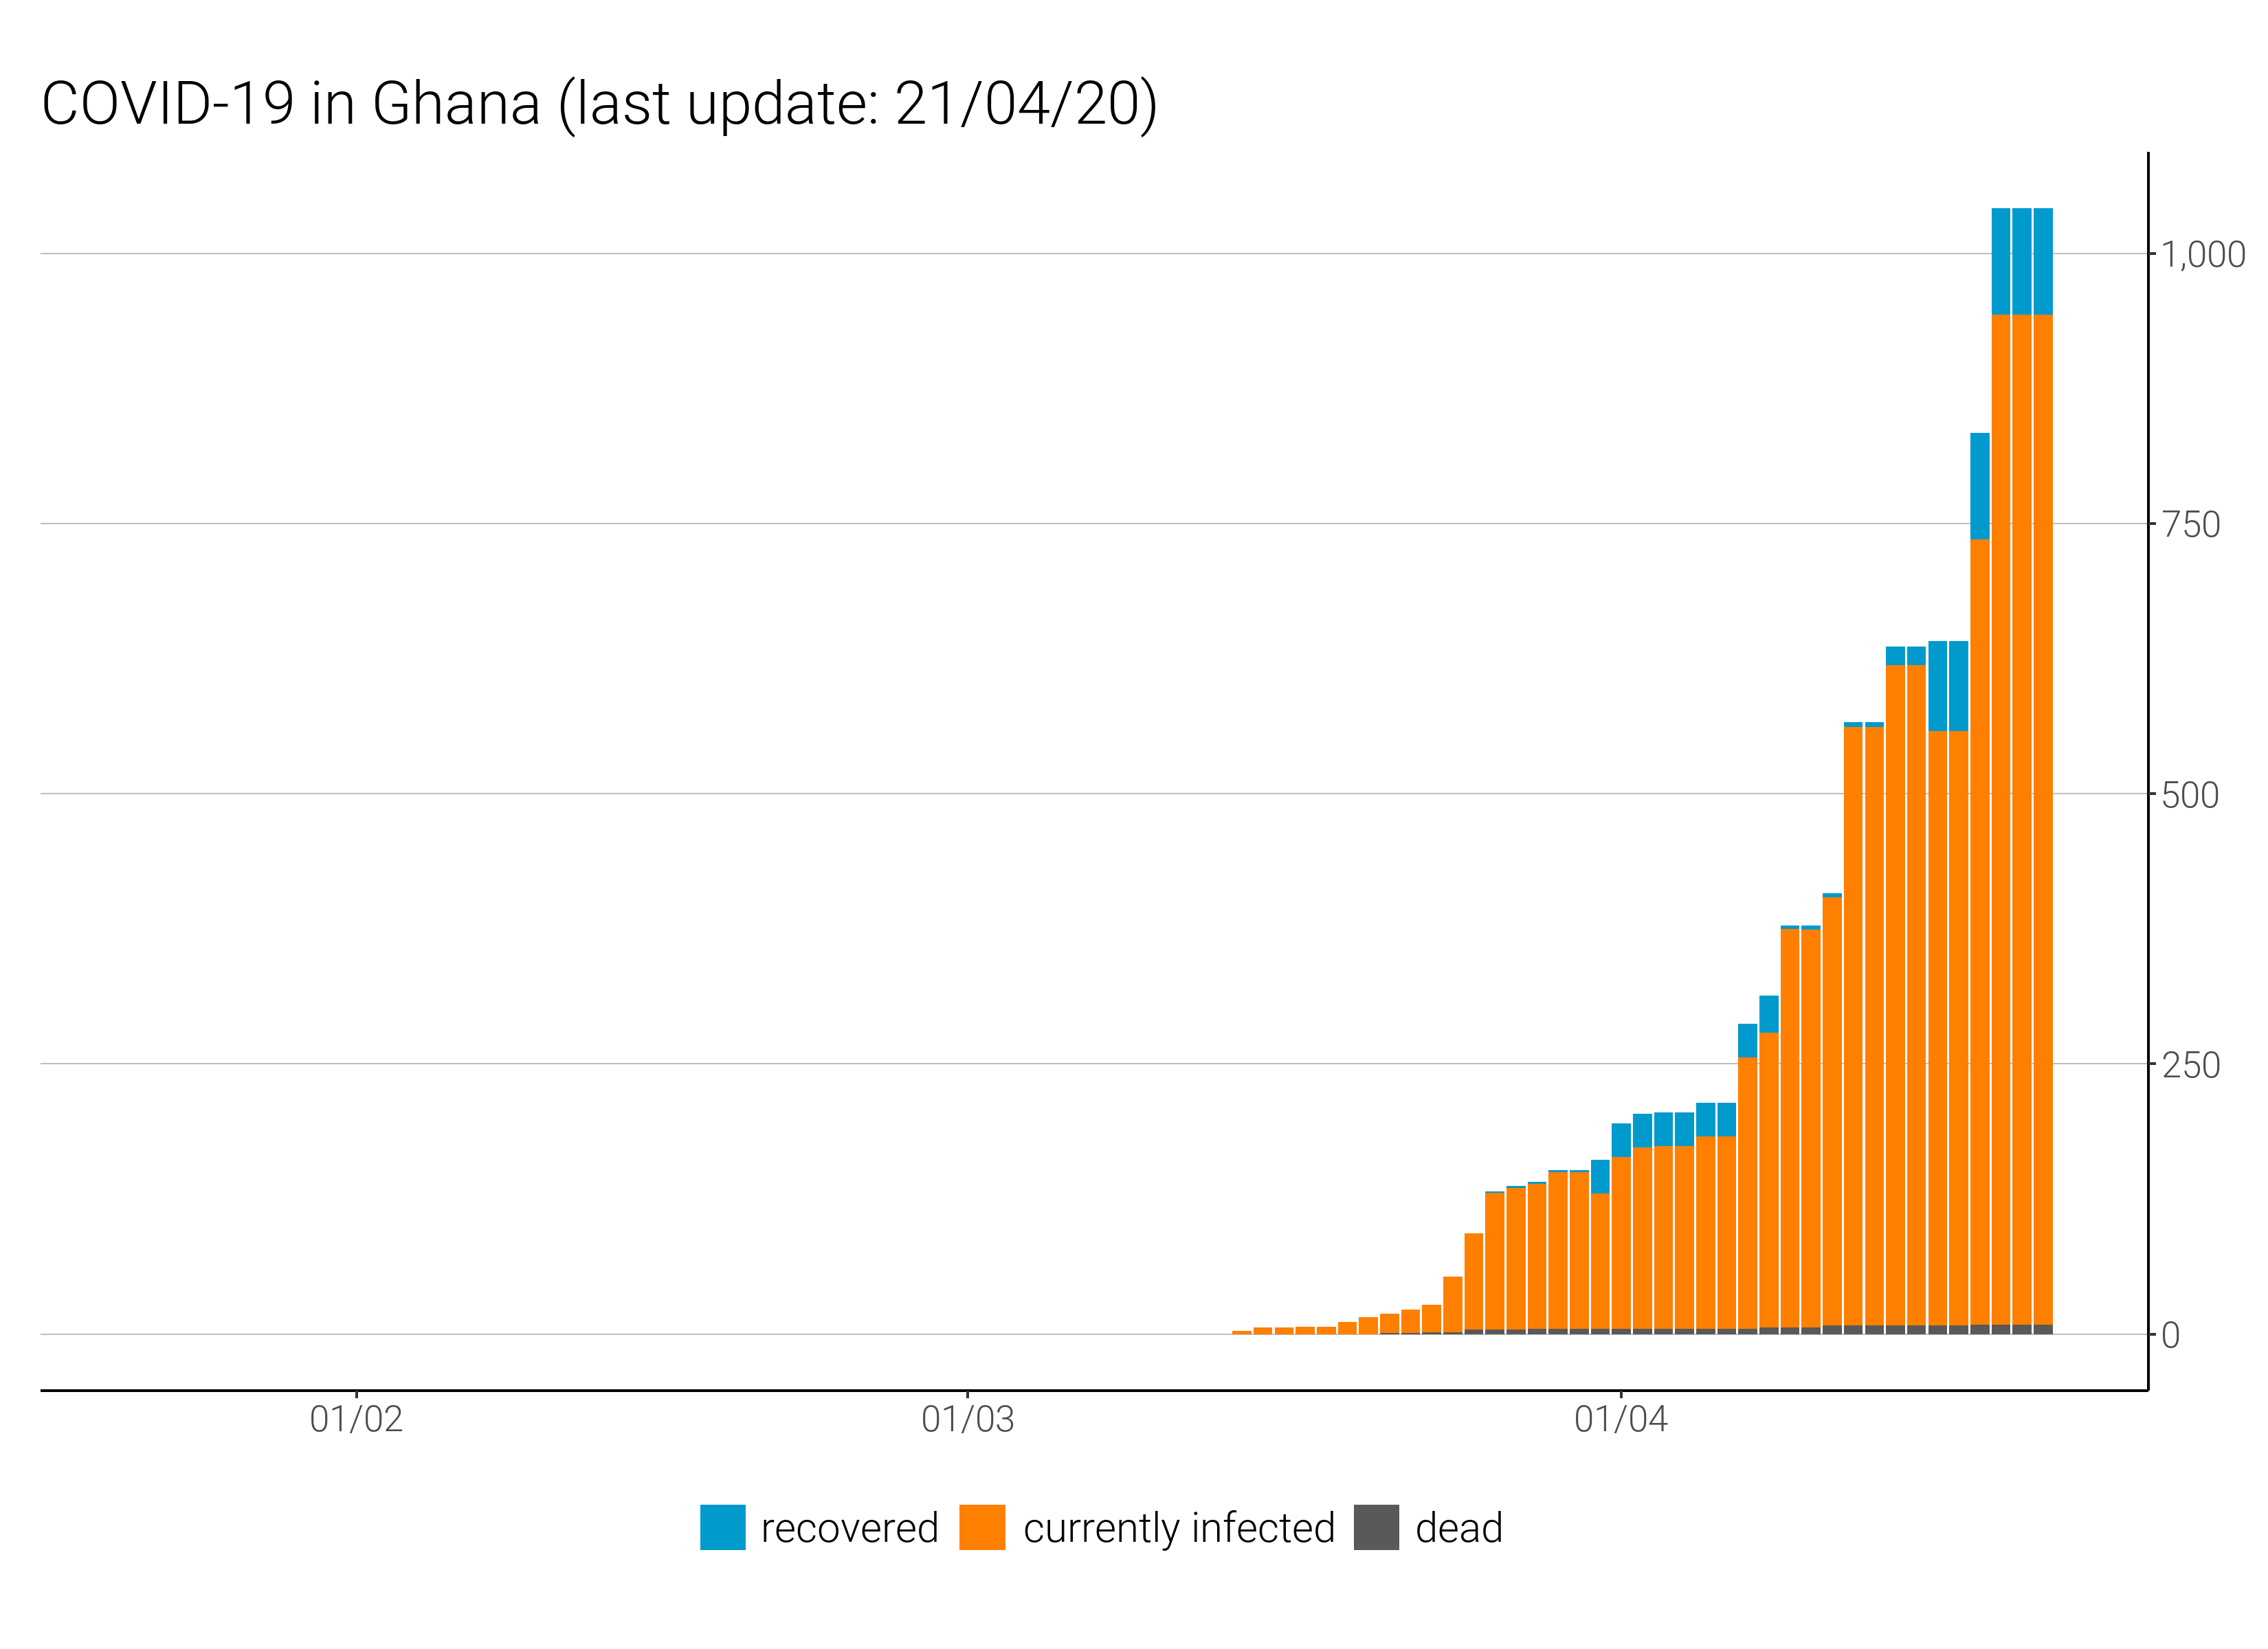 COVID-19 in Ghana (last update: 21/04/20)
1,000
750
500
250
0
01/02 01/03 01/04
recovered currently infected dead